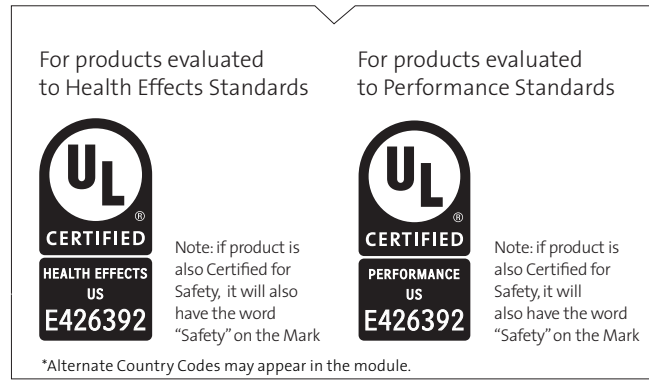 For products evaluated
to Health Effects Standards
UL
®
CERTIFIED
HEALTH EFFECTS
US
E426392
Note: if product is
also Certified for
Safety, it will also
have the word
“Safety” on the Mark
For products evaluated
to Performance Standards
UL
®
CERTIFIED
PERFORMANCE
US
E426392
Note: if product is
also Certified for
Safety, it will
also have the word
“Safety” on the Mark
*Alternate Country Codes may appear in the module.